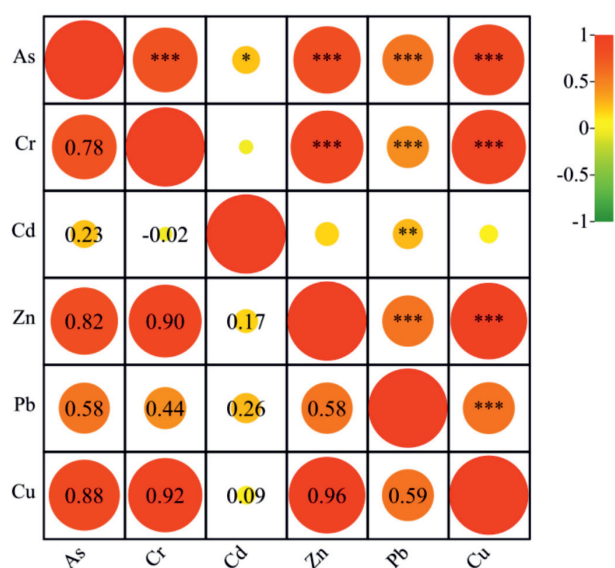 As *** * *** *** ***
1
Cr 0.78 *** *** ***
0.5
0
-0.5
-1
Cd 0.23 -0.02 **
Zn 0.82 0.90 0.17 *** ***
Pb 0.58 0.44 0.26 0.58 ***
Cu 0.88 0.92 0.09 0.96 0.59
As Cr Cd Zn Pb Cu